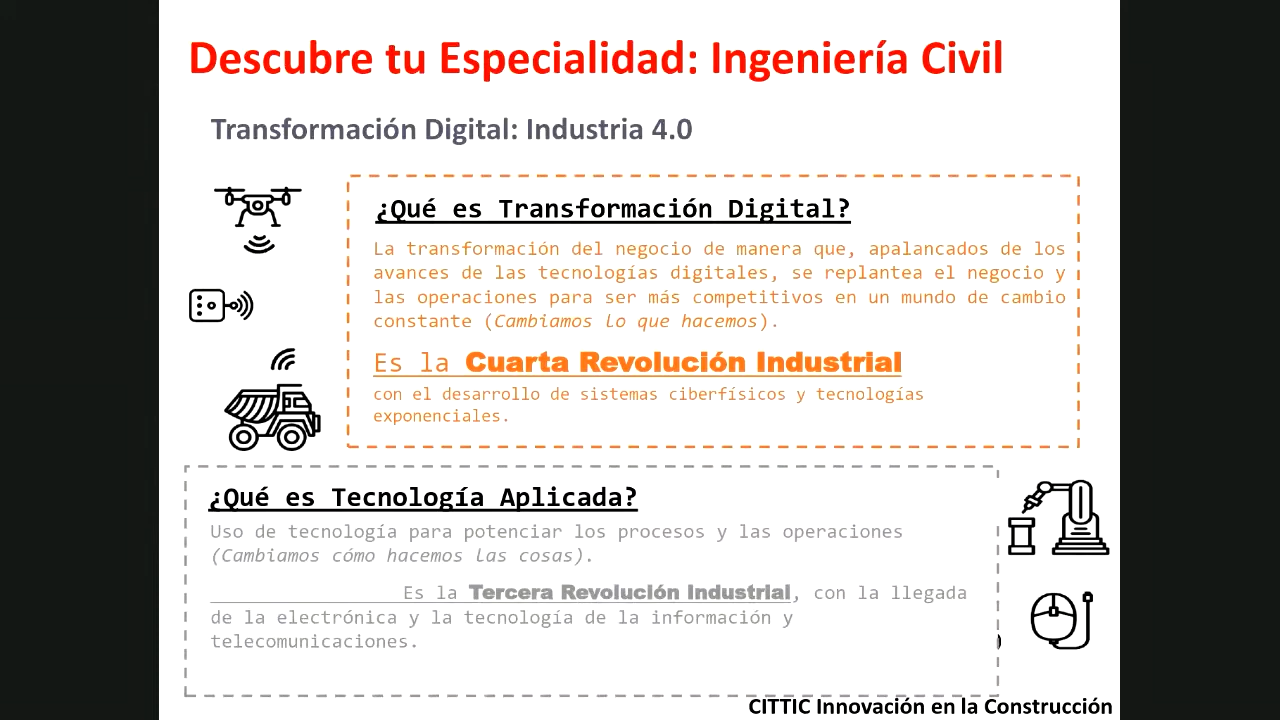 Descubre tu Especialidad: Ingeniería Civil
Transformación Digital: Industria 4.0
¿Qué es Transformación Digital?
La transformación del negocio de manera que, apalancados de los
avances de las tecnologías digitales, se replantea el negocio y
las operaciones para ser más competitivos en un mundo de cambio
constante (Cambiamos lo que hacemos).
Es la Cuarta Revolución Industrial
con el desarrollo de sistemas ciberfísicos y tecnologías
exponenciales.
¿Qué es Tecnología Aplicada?
Uso de tecnología para potenciar los procesos y las operaciones
(Cambiamos cómo hacemos las cosas).
Es la Tercera Revolución Industrial, con la llegada
de la electrónica y la tecnología de la información y
telecomunicaciones.
CITTIC Innovación en la Construcción